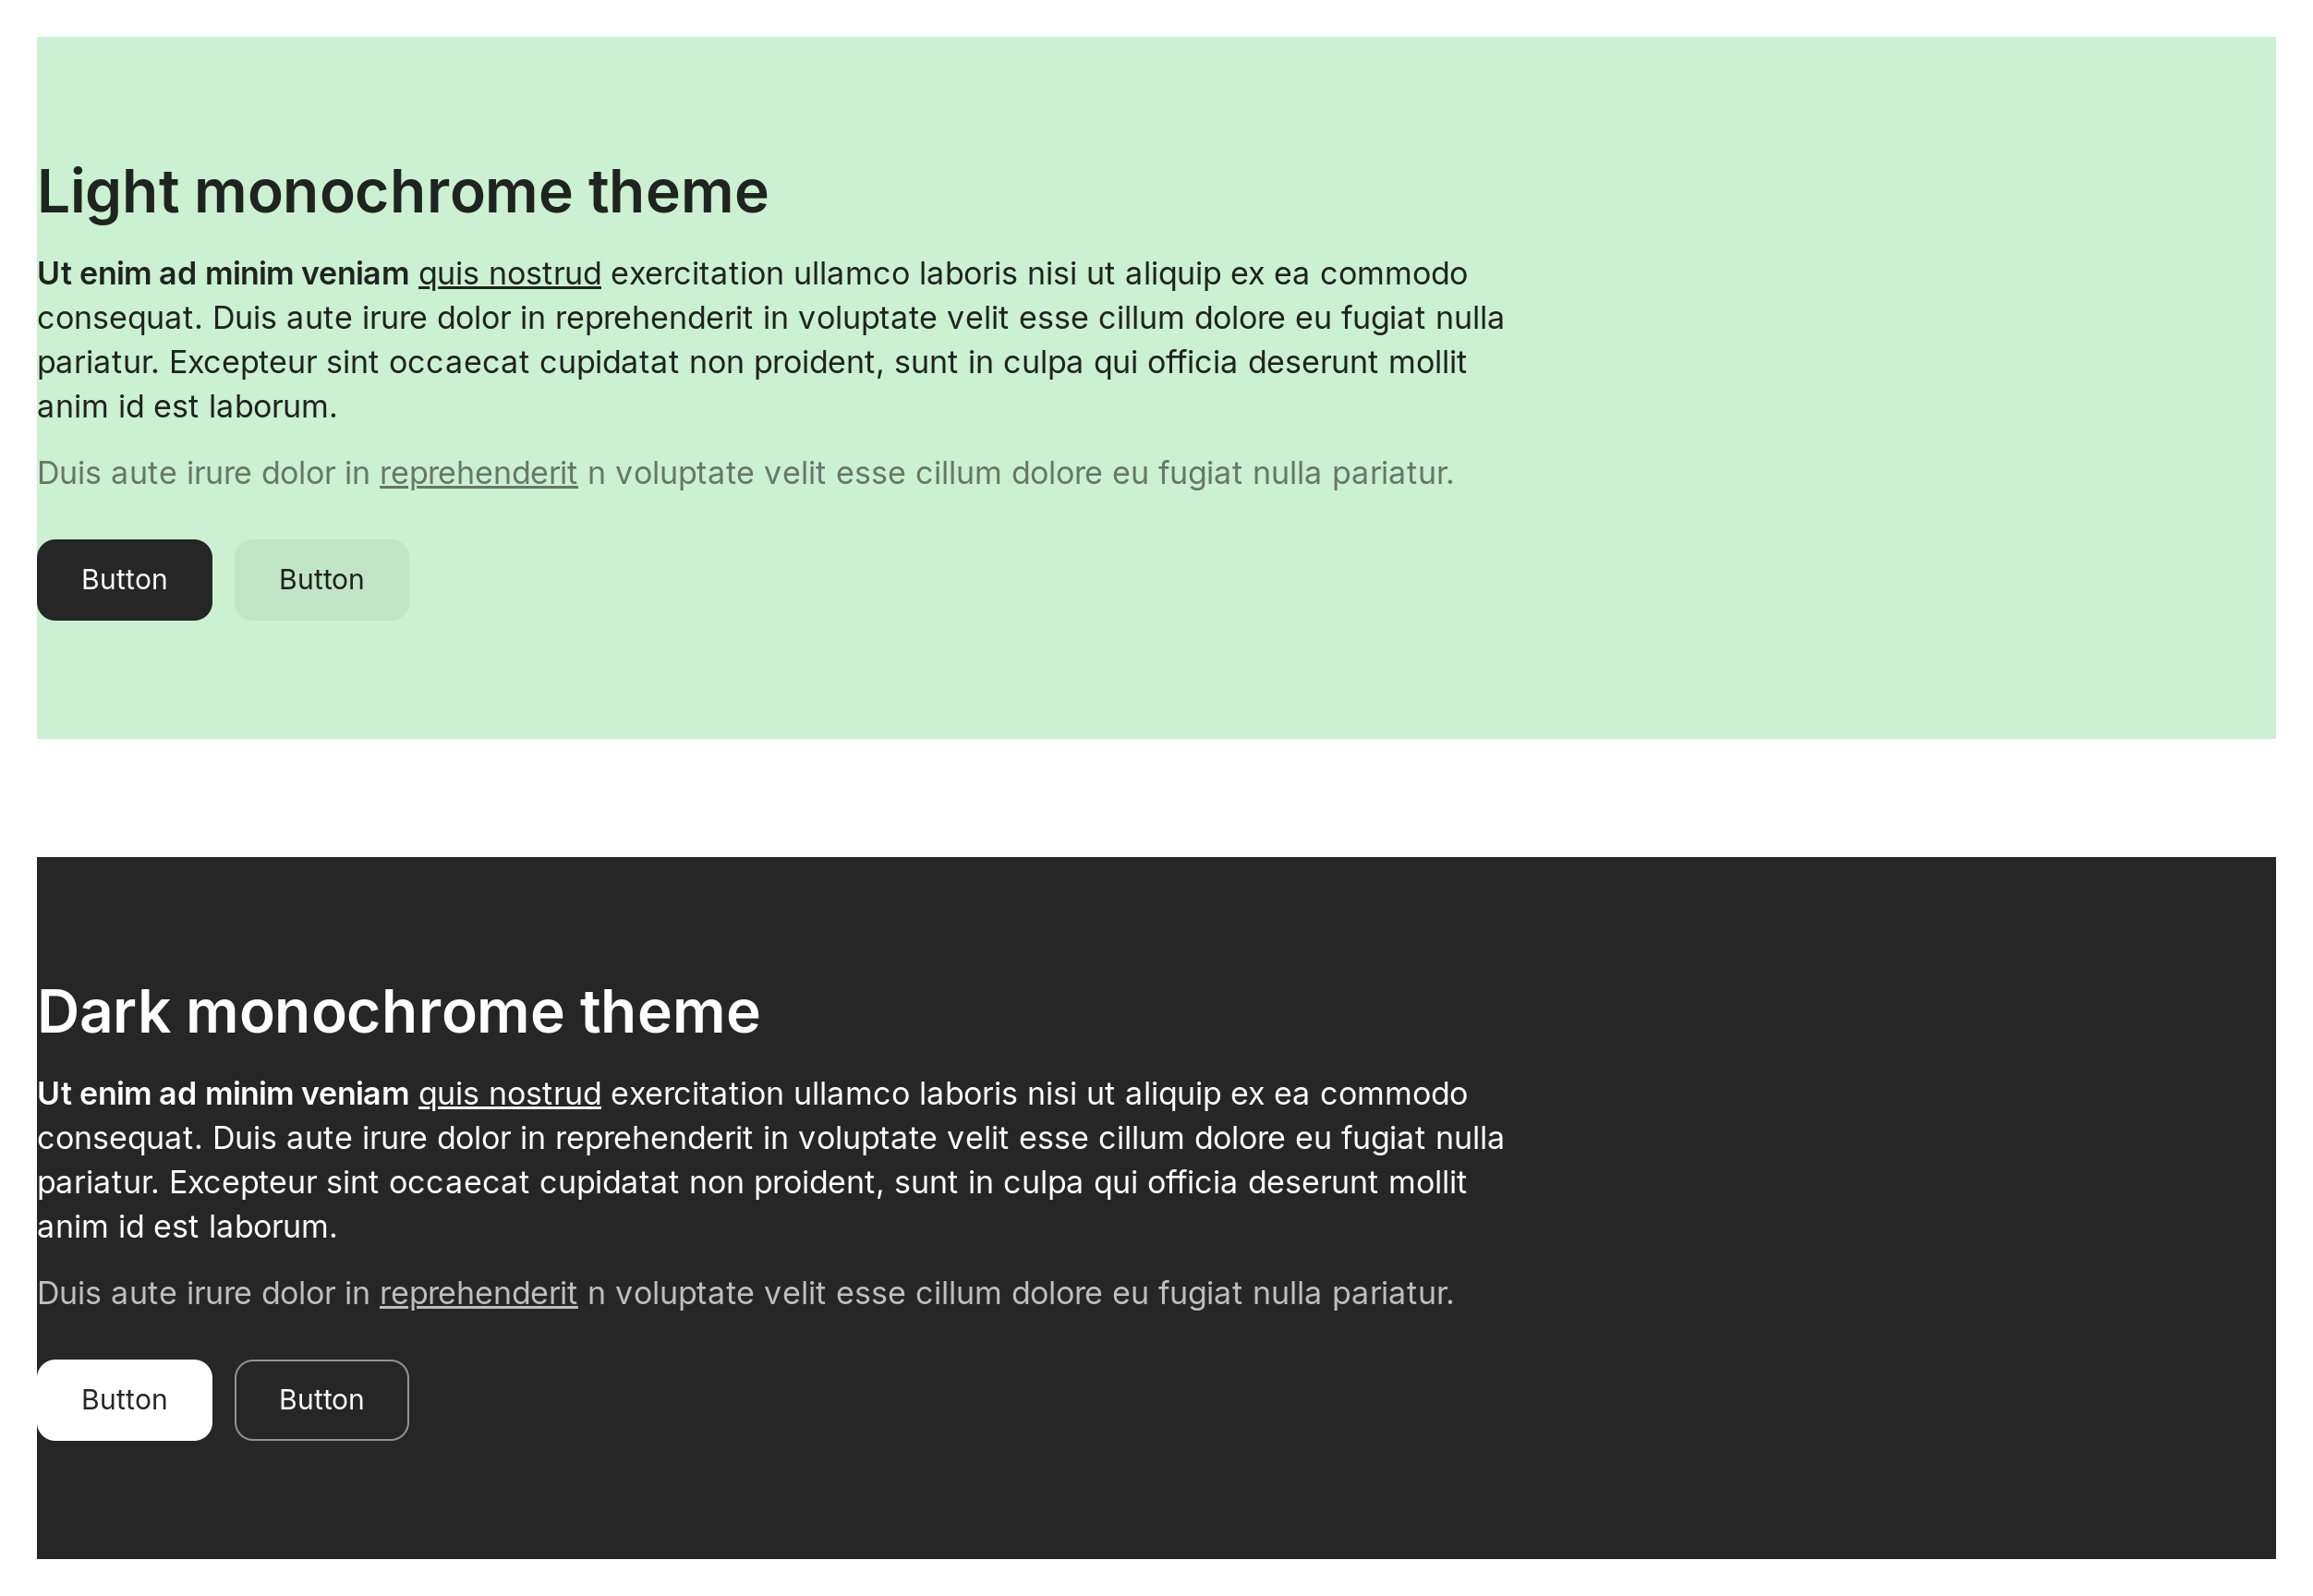 Light monochrome theme
Ut enim ad minim veniam quis nostrud exercitation ullamco laboris nisi ut aliquip ex ea commodo
consequat. Duis aute irure dolor in reprehenderit in voluptate velit esse cillum dolore eu fugiat nulla
pariatur. Excepteur sint occaecat cupidatat non proident, sunt in culpa qui officia deserunt mollit
anim id est laborum.
Duis aute irure dolor in reprehenderit n voluptate velit esse cillum dolore eu fugiat nulla pariatur.
Button Button
Dark monochrome theme
Ut enim ad minim veniam quis nostrud exercitation ullamco laboris nisi ut aliquip ex ea commodo
consequat. Duis aute irure dolor in reprehenderit in voluptate velit esse cillum dolore eu fugiat nulla
pariatur. Excepteur sint occaecat cupidatat non proident, sunt in culpa qui officia deserunt mollit
anim id est laborum.
Duis aute irure dolor in reprehenderit n voluptate velit esse cillum dolore eu fugiat nulla pariatur.
Button Button